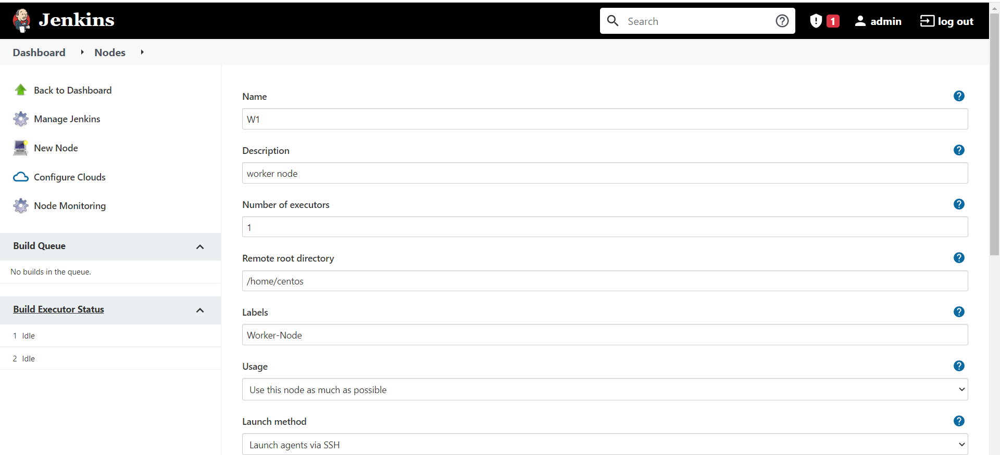 Jenkins
Search
1
admin
log out
Dashboard
Nodes
Back to Dashboard
Manage Jenkins
New Node
Configure Clouds
Node Monitoring
Build Queue
No builds in the queue.
Build Executor Status
1 Idle
2 Idle
Name
W1
Description
worker node
Number of executors
1
Remote root directory
/home/centos
Labels
Worker-Node
Usage
Use this node as much as possible
Launch method
Launch agents via SSH